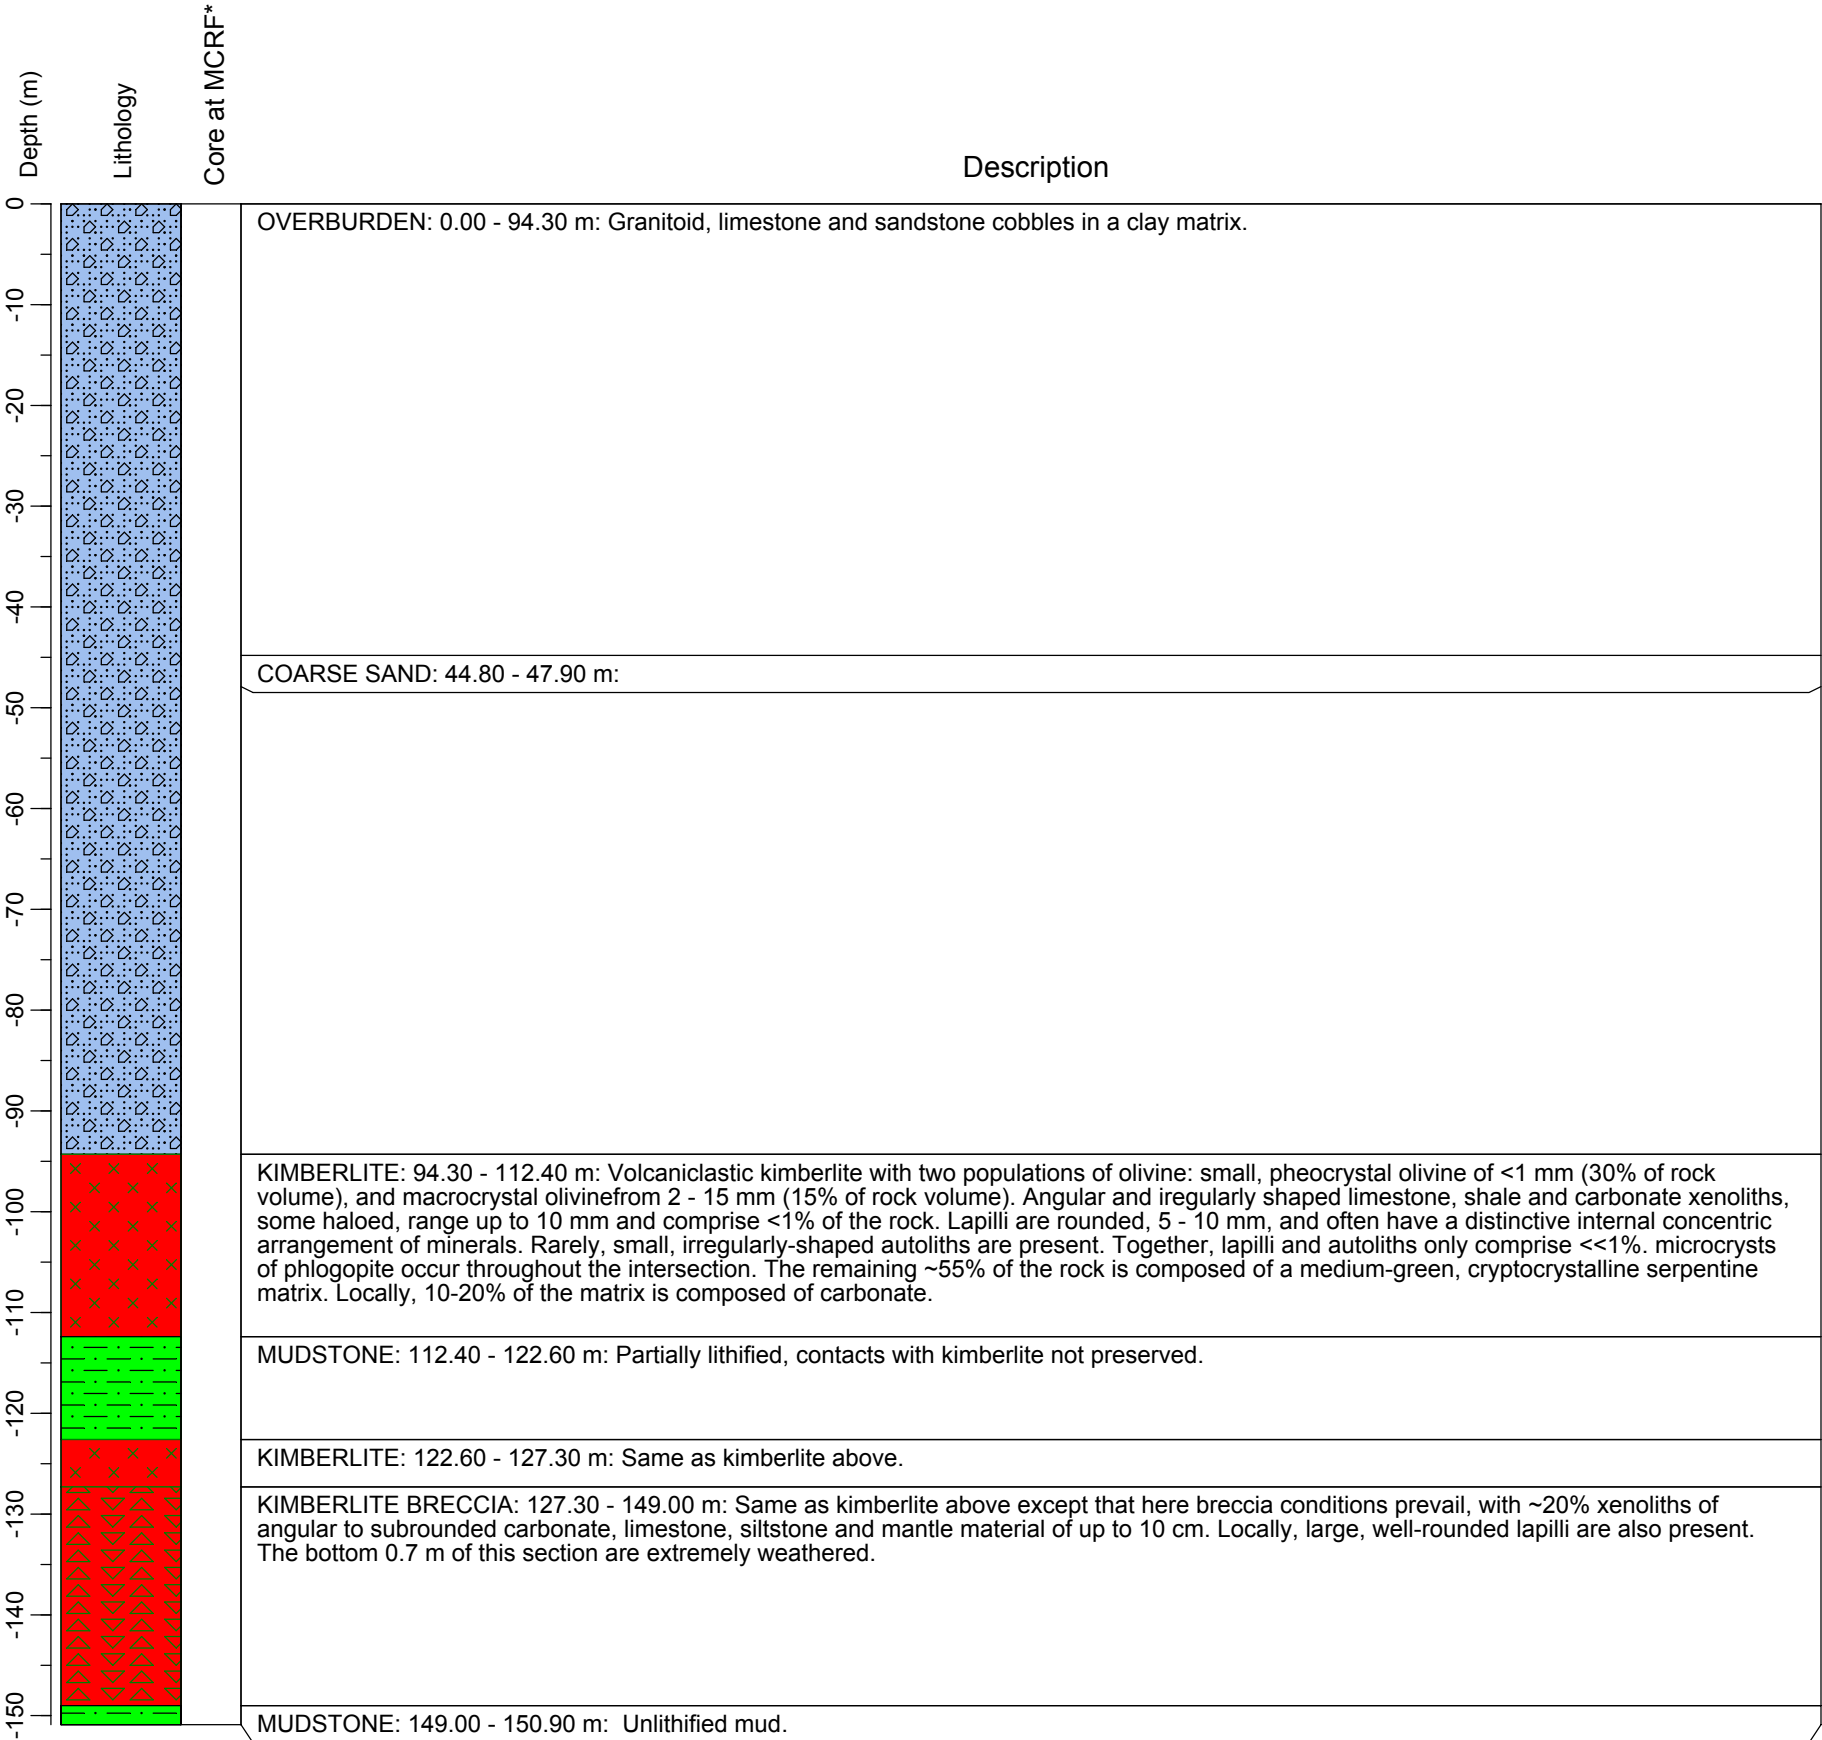 Depth (m)
Lithology
Core at MCRF*
Description
0
-10
-20
-30
-40
-50
-60
-70
-80
-90
-100
-110
-120
-130
-140
-150
OVERBURDEN: 0.00 - 94.30 m: Granitoid, limestone and sandstone cobbles in a clay matrix.
COARSE SAND: 44.80 - 47.90 m:
KIMBERLITE: 94.30 - 112.40 m: Volcaniclastic kimberlite with two populations of olivine: small, pheocrystal olivine of <1 mm (30% of rock
volume), and macrocrystal olivinefrom 2 - 15 mm (15% of rock volume). Angular and iregularly shaped limestone, shale and carbonate xenoliths,
some haloed, range up to 10 mm and comprise <1% of the rock. Lapilli are rounded, 5 - 10 mm, and often have a distinctive internal concentric
arrangement of minerals. Rarely, small, irregularly-shaped autoliths are present. Together, lapilli and autoliths only comprise <<1%. microcrysts
of phlogopite occur throughout the intersection. The remaining ~55% of the rock is composed of a medium-green, cryptocrystalline serpentine
matrix. Locally, 10-20% of the matrix is composed of carbonate.
MUDSTONE: 112.40 - 122.60 m: Partially lithified, contacts with kimberlite not preserved.
KIMBERLITE: 122.60 - 127.30 m: Same as kimberlite above.
KIMBERLITE BRECCIA: 127.30 - 149.00 m: Same as kimberlite above except that here breccia conditions prevail, with ~20% xenoliths of
angular to subrounded carbonate, limestone, siltstone and mantle material of up to 10 cm. Locally, large, well-rounded lapilli are also present.
The bottom 0.7 m of this section are extremely weathered.
MUDSTONE: 149.00 - 150.90 m:  Unlithified mud.